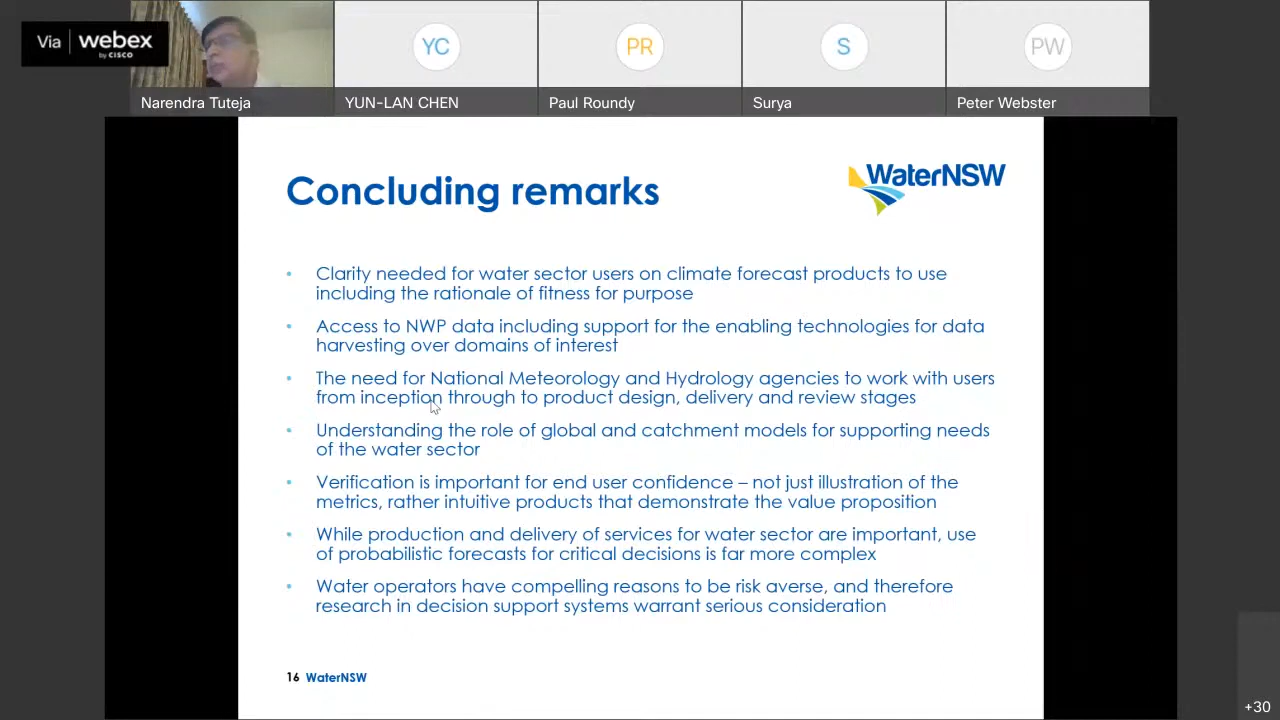 Via webex
by CISCO
YC
PR
S
PW
Narendra Tuteja
YUN-LAN CHEN
Paul Roundy
Surya
Peter Webster
Concluding remarks
WaterNSW
• Clarity needed for water sector users on climate forecast products to use
including the rationale of fitness for purpose
• Access to NWP data including support for the enabling technologies for data
harvesting over domains of interest
• The need for National Meteorology and Hydrology agencies to work with users
from inception through to product design, delivery and review stages
• Understanding the role of global and catchment models for supporting needs
of the water sector
• Verification is important for end user confidence – not just illustration of the
metrics, rather intuitive products that demonstrate the value proposition
• While production and delivery of services for water sector are important, use
of probabilistic forecasts for critical decisions is far more complex
• Water operators have compelling reasons to be risk averse, and therefore
research in decision support systems warrant serious consideration
16 WaterNSW
+30